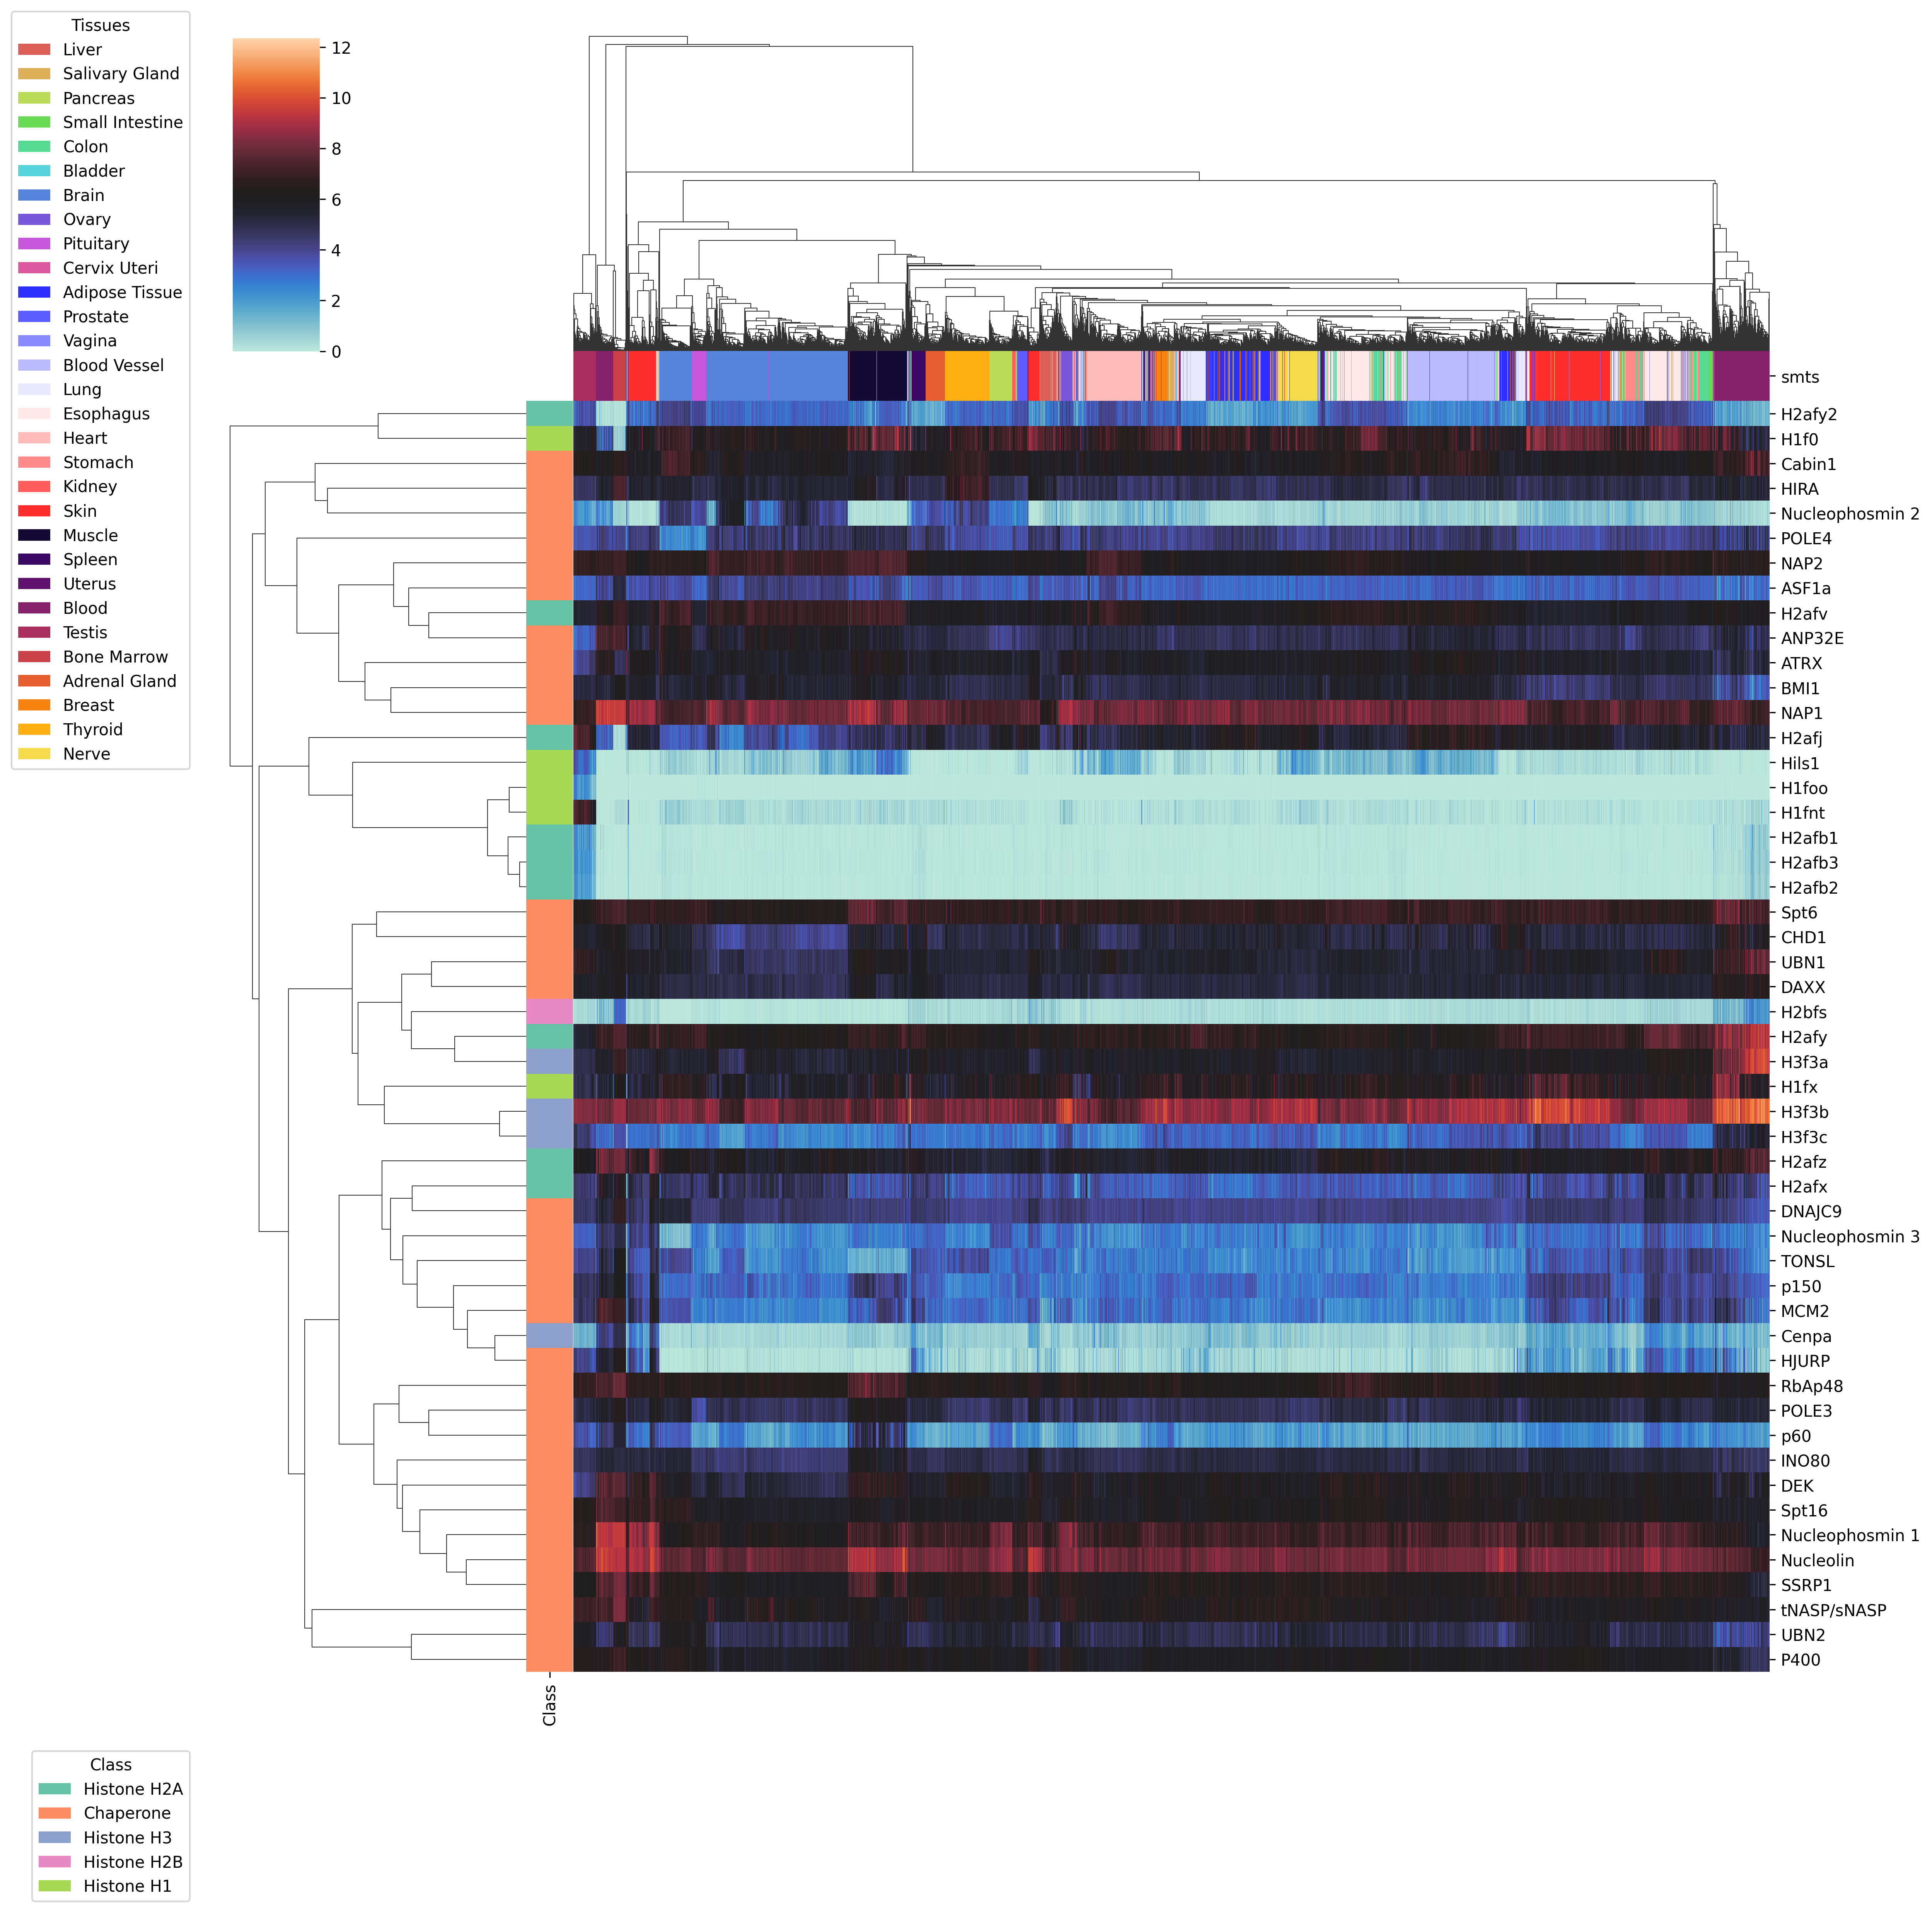 Tissues
Liver
Salivary Gland
Pancreas
Small Intestine
Colon
Bladder
Brain
Ovary
Pituitary
Cervix Uteri
Adipose Tissue
Prostate
Vagina
Blood Vessel
Lung
Esophagus
Heart
Stomach
Kidney
Skin
Muscle
Spleen
Uterus
Blood
Testis
Bone Marrow
Adrenal Gland
Breast
Thyroid
Nerve
12
10
8
6
4
2
0
smts
H2afy2
H1f0
Cabin1
HIRA
Nucleophosmin 2
POLE4
NAP2
ASF1a
H2afv
ANP32E
ATRX
BMI1
NAP1
H2afj
Hils1
H1foo
H1fnt
H2afb1
H2afb3
H2afb2
Spt6
CHD1
UBN1
DAXX
H2bfs
H2afy
H3f3a
H1fx
H3f3b
H3f3c
H2afz
H2afx
DNAJC9
Nucleophosmin 3
TONSL
p150
MCM2
Cenpa
HJURP
RbAp48
POLE3
p60
INO80
DEK
Spt16
Nucleophosmin 1
Nucleolin
SSRP1
tNASP/sNASP
UBN2
P400
Class
Class
Histone H2A
Chaperone
Histone H3
Histone H2B
Histone H1